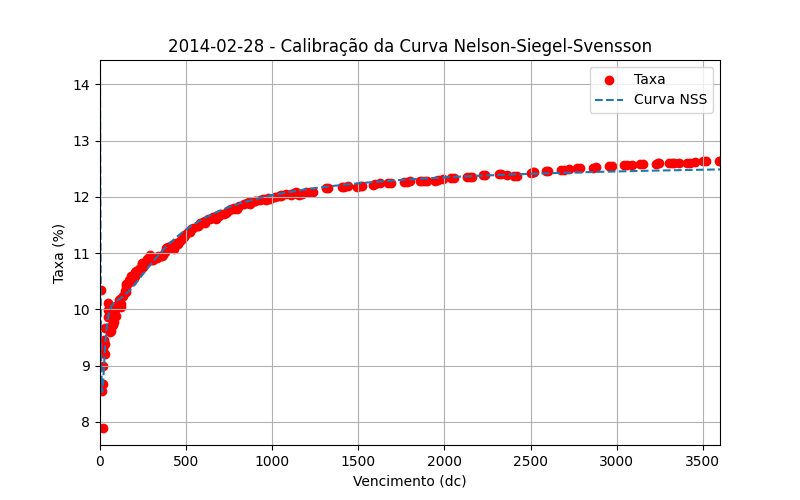 2014-02-28 - Calibração da Curva Nelson-Siegel-Svensson
Taxa
Curva NSS
Taxa (%)
14
13
12
11
10
9
8
0 500 1000 1500 2000 2500 3000 3500
Vencimento (dc)